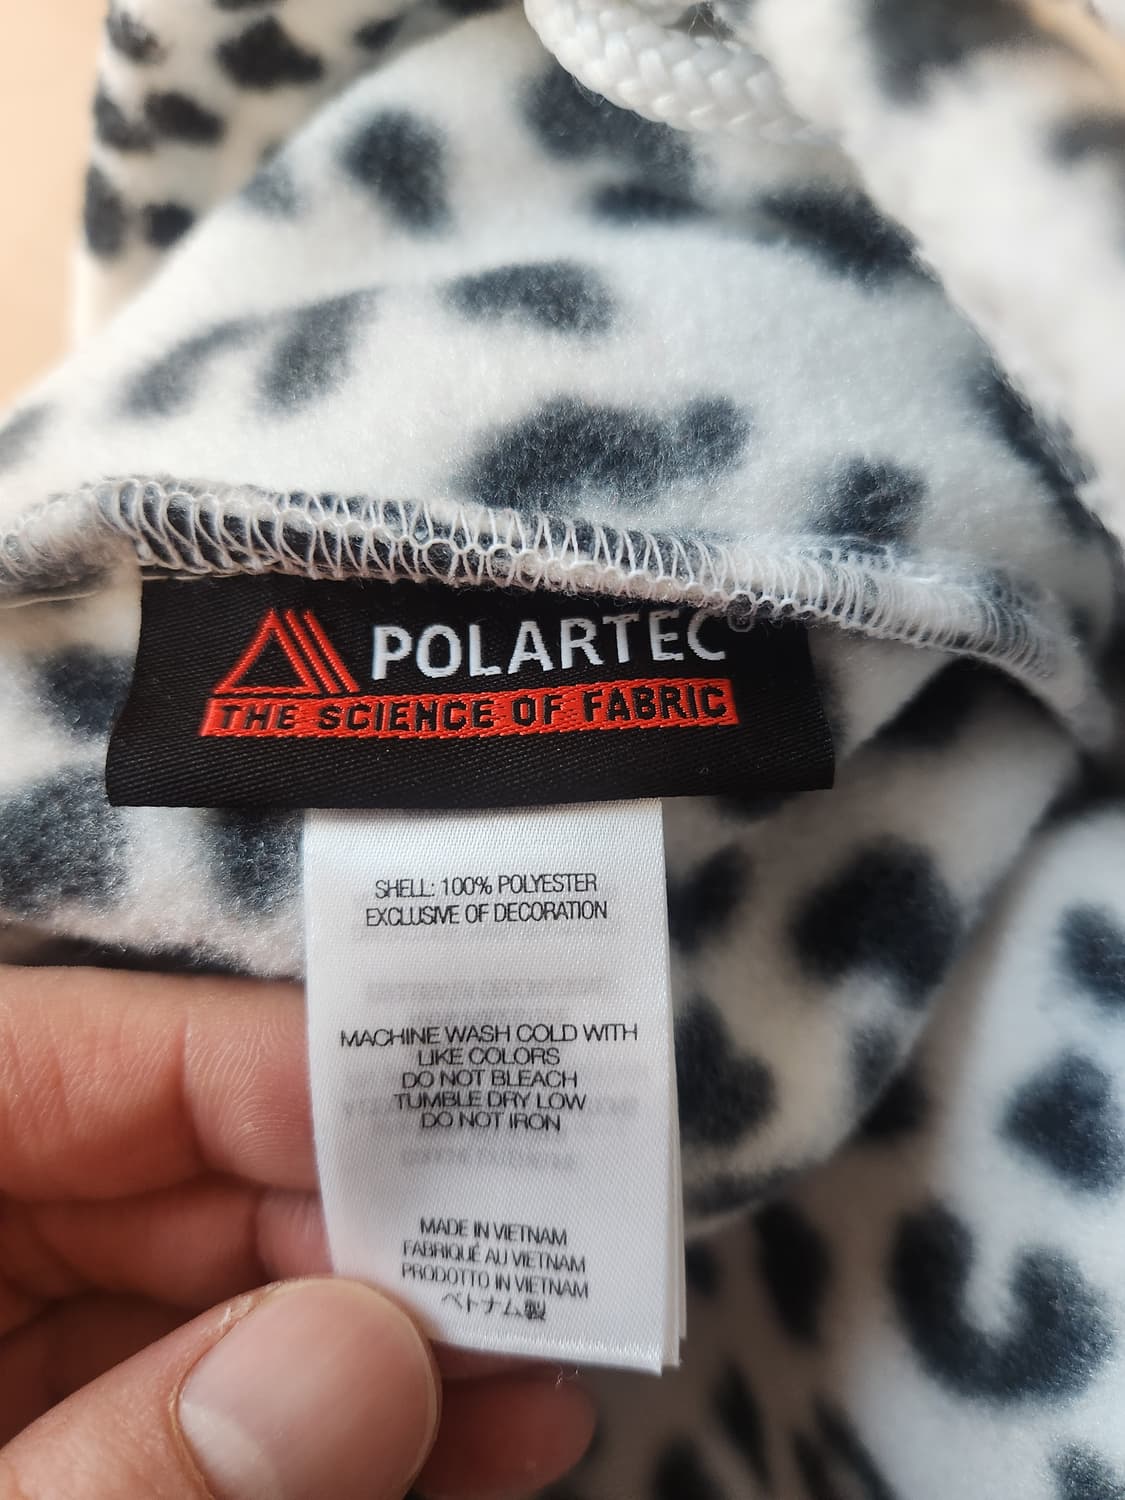 POLARTEC®
THE SCIENCE OF FABRIC
SHELL: 100% POLYESTER
EXCLUSIVE OF DECORATION
MACHINE WASH COLD WITH
LIKE COLORS
DO NOT BLEACH
TUMBLE DRY LOW
DO NOT IRON
MADE IN VIETNAM
FABRIQUÉ AU VIETNAM
PRODOTTO IN VIETNAM
ベトナム製